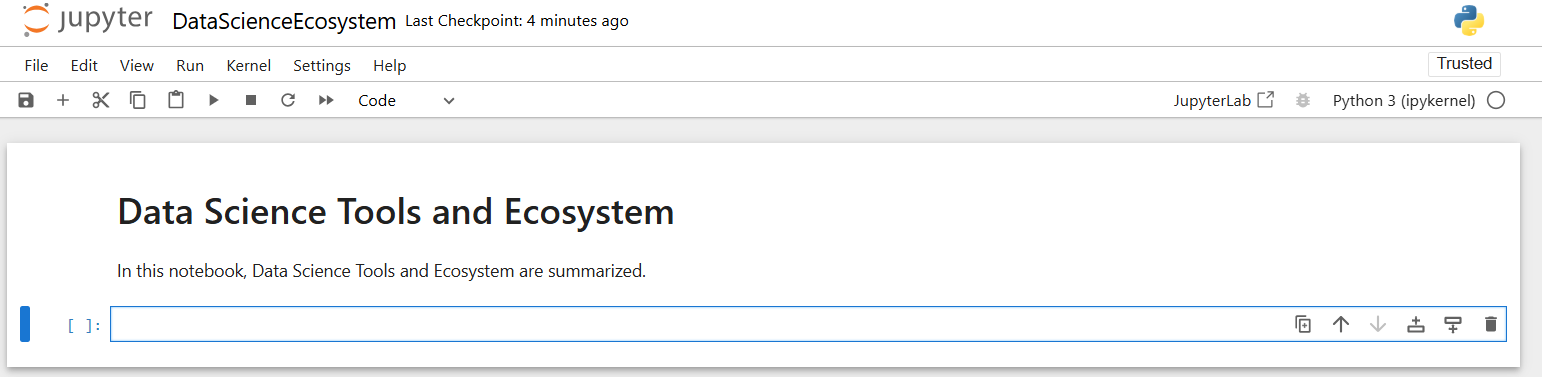 jupyter DataScienceEcosystem Last Checkpoint: 4 minutes ago
File Edit View Run Kernel Settings Help Trusted
Code JupyterLab Python 3 (ipykernel)
Data Science Tools and Ecosystem
In this notebook, Data Science Tools and Ecosystem are summarized.
[ ]: